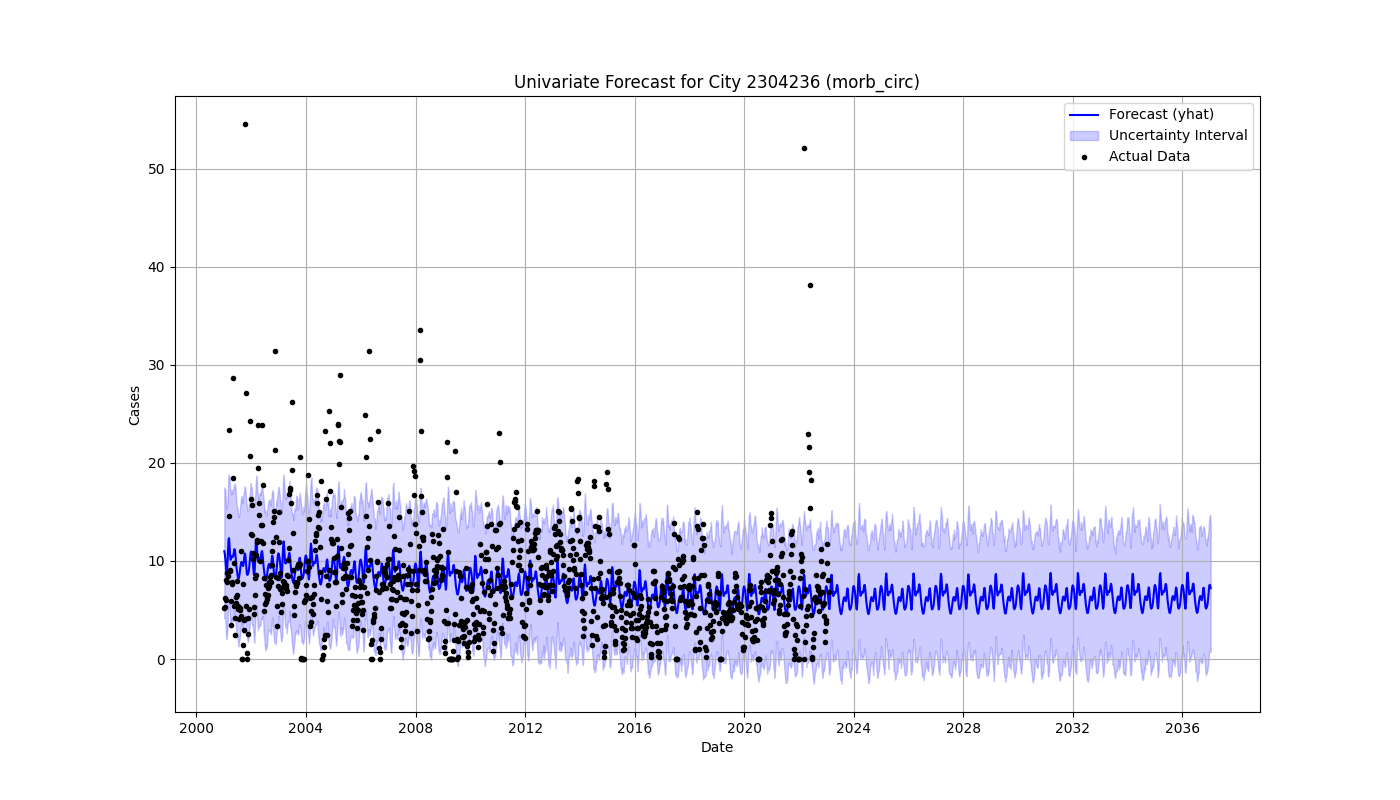 Univariate Forecast for City 2304236 (morb_circ)
Forecast (yhat)
Uncertainty Interval
Actual Data
Cases
50
40
30
20
10
0
2000 2004 2008 2012 2016 2020 2024 2028 2032 2036
Date